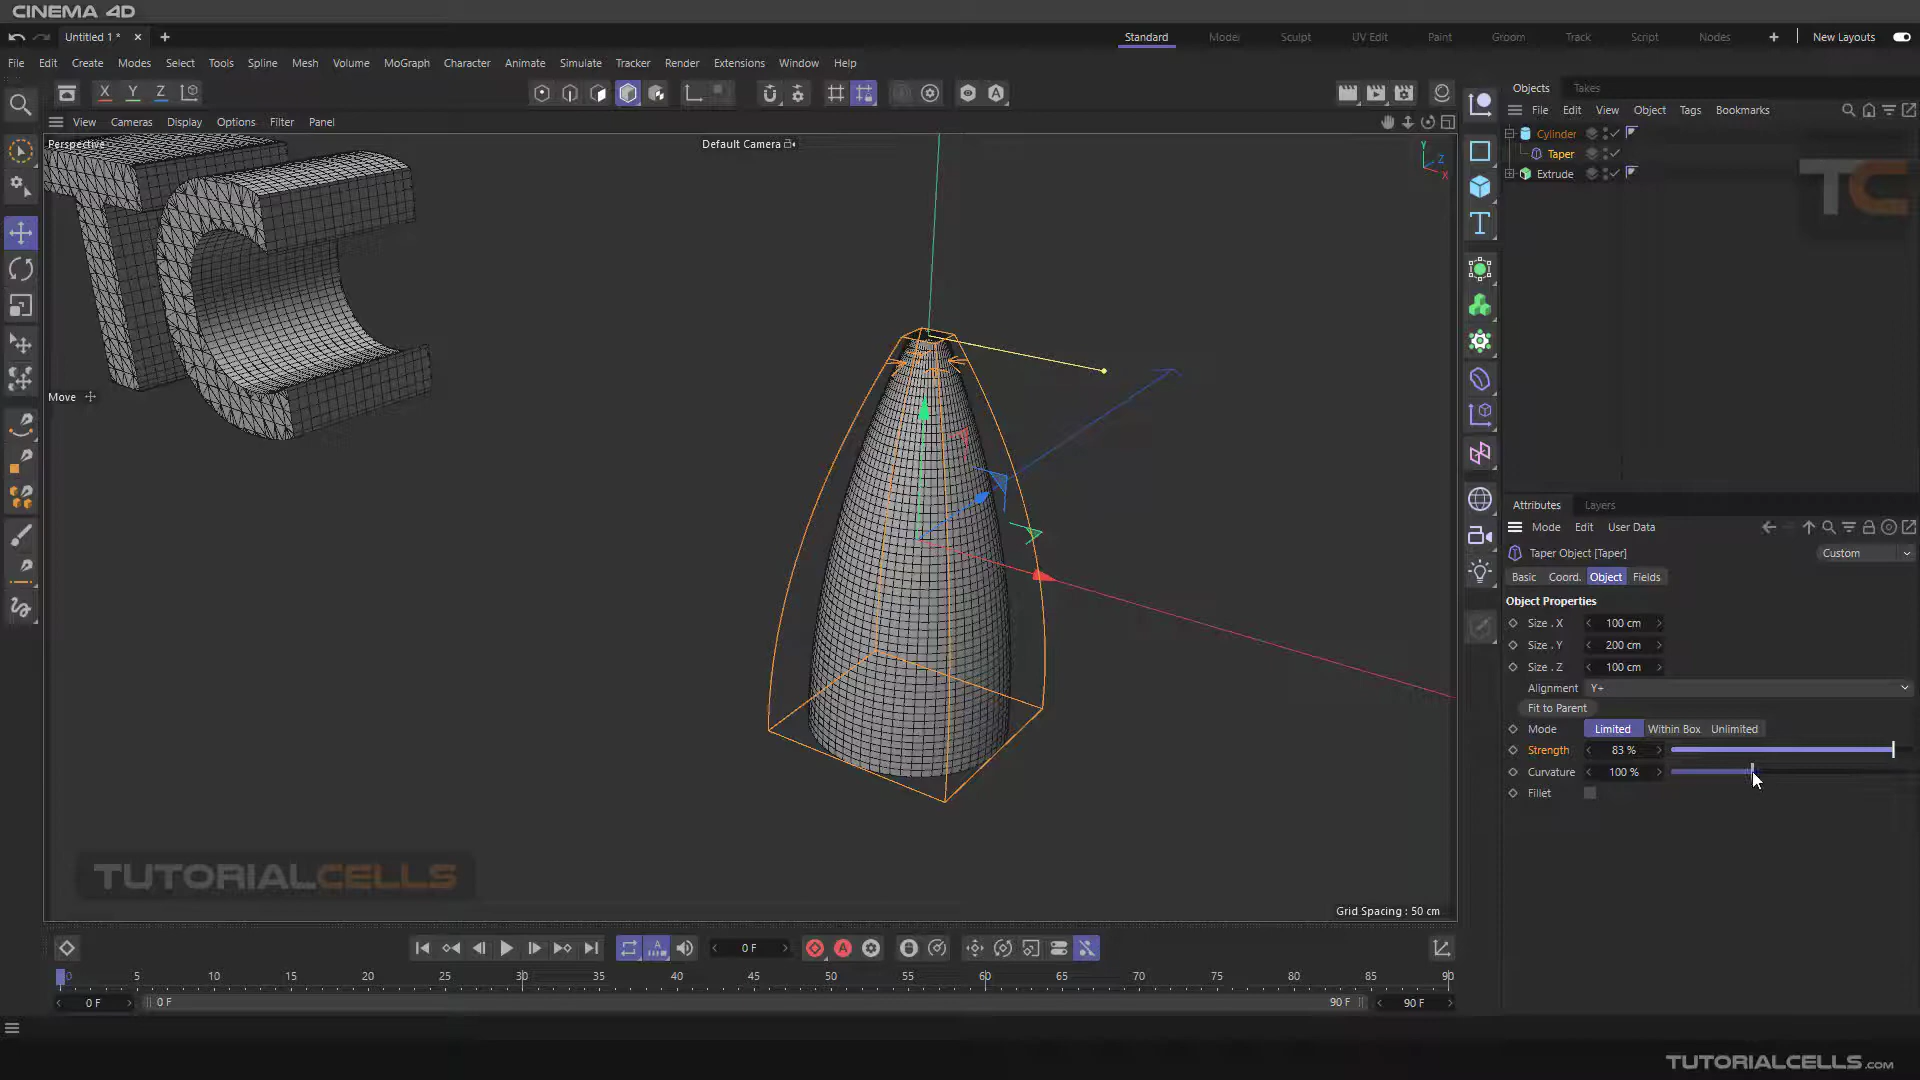 CINEMA 4D
Untitled 1 *
Standard Model Sculpt UV Edit Paint Groom Track Script Nodes New Layouts
File Edit Create Modes Select Tools Spline Mesh Volume MoGraph Character Animate Simulate Tracker Render Extensions Window Help
X Y Z
View Cameras Display Options Filter Panel
Perspective
Default Camera
Y
Z
X
Move
TC
TUTORIALCELLS
Grid Spacing : 50 cm
Objects Takes
File Edit View Object Tags Bookmarks
Cylinder
Taper
Extrude
TC
Attributes Layers
Mode Edit User Data
Taper Object [Taper]
Custom
Basic Coord. Object Fields
Object Properties
Size . X 100 cm
Size . Y 200 cm
Size . Z 100 cm
Alignment Y+
Fit to Parent
Mode Limited Within Box Unlimited
Strength 83 %
Curvature 100 %
Fillet
0 F
0 5 10 15 20 25 30 35 40 45 50 55 60 65 70 75 80 85 90
0 F 0 F 90 F 90 F
TUTORIALCELLS.COM